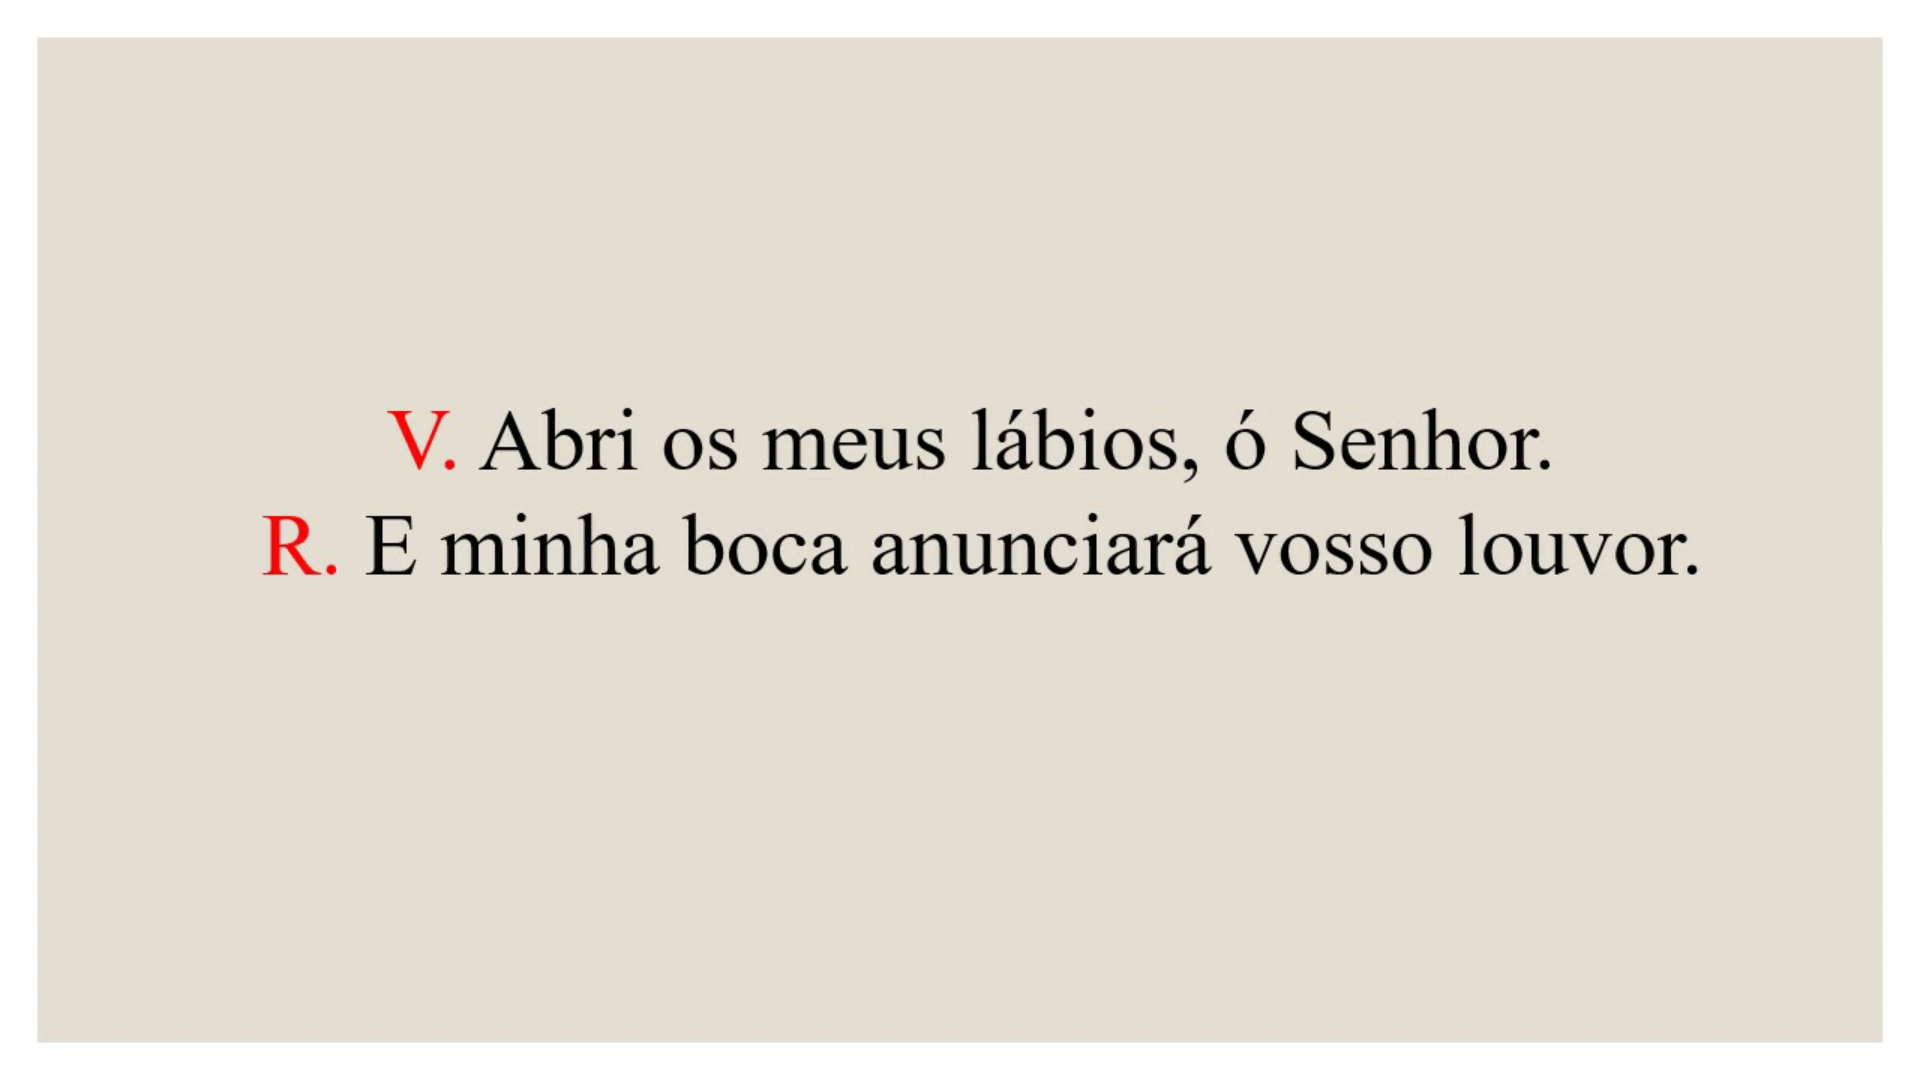 V. Abri os meus lábios, ó Senhor.
R. E minha boca anunciará vosso louvor.